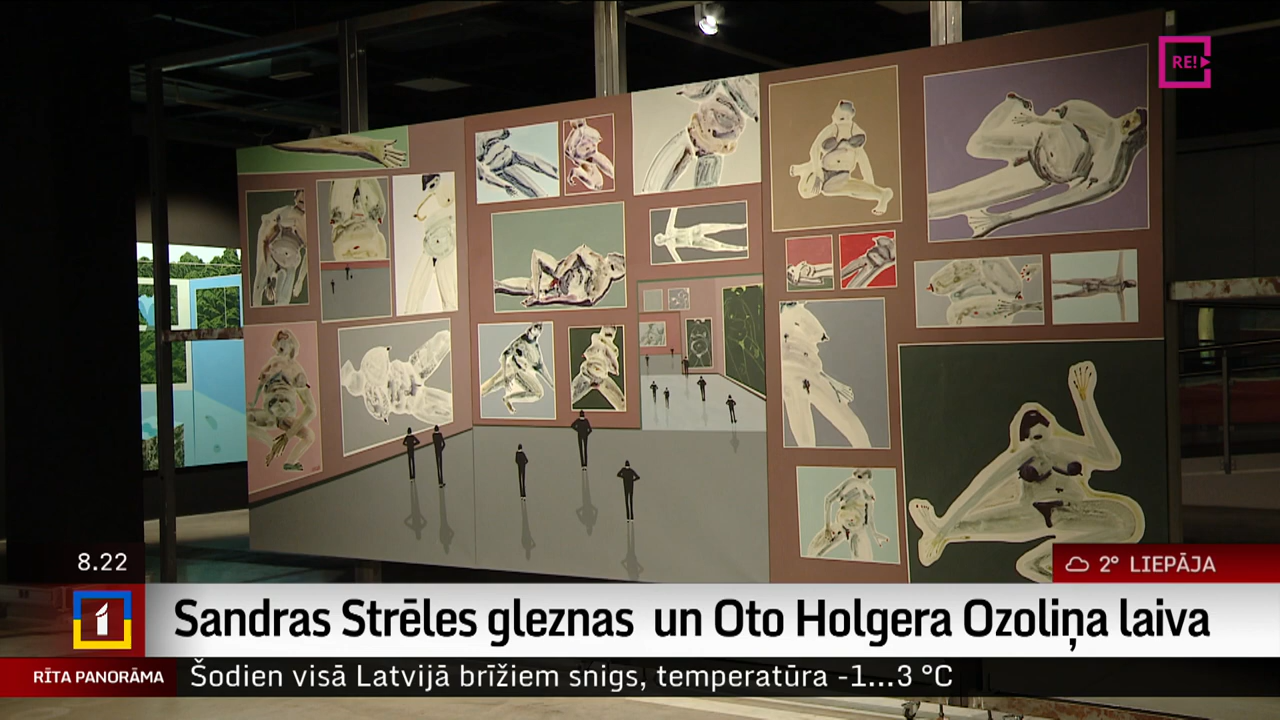 RE!
8.22
2° LIEPĀJA
1
Sandras Strēles gleznas un Oto Holgera Ozoliņa laiva
RĪTA PANORĀMA
Šodien visā Latvijā brīžiem snigs, temperatūra -1...3 °C